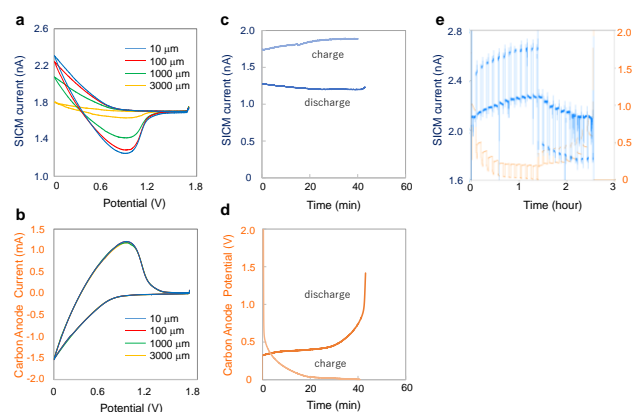 a
SICM current (nA)
2.6
2.2
1.8
1.4
1.0
10 μm
100 μm
1000 μm
3000 μm
0 0.6 1.2 1.8
Potential (V)
c
SICM current (nA)
2.0
1.5
1.0
0.5
0
charge
discharge
0 20 40 60
Time (min)
e
SICM current (nA)
2.8
2.4
2.0
1.6
2.0
1.5
1.0
0.5
0
0 1 2 3
Time (hour)
b
Carbon Anode Current (mA)
1.5
1.0
0.5
0.0
-0.5
-1.0
-1.5
-2.0
10 μm
100 μm
1000 μm
3000 μm
0 0.6 1.2 1.8
Potential (V)
d
Carbon Anode Potential (V)
2.0
1.5
1.0
0.5
0
discharge
charge
0 20 40 60
Time (min)